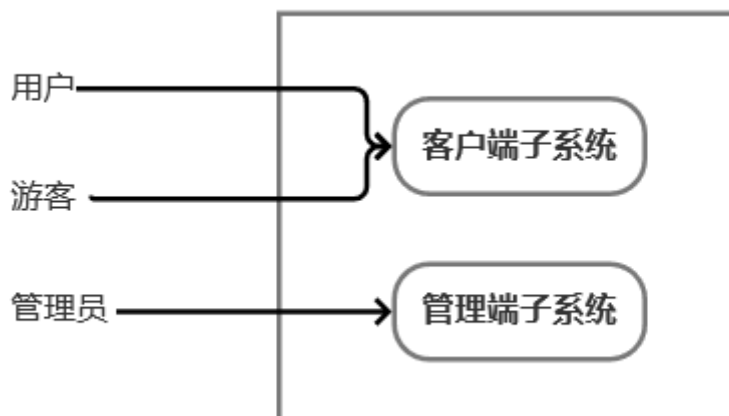 用户
客户端子系统
游客
管理员
管理端子系统